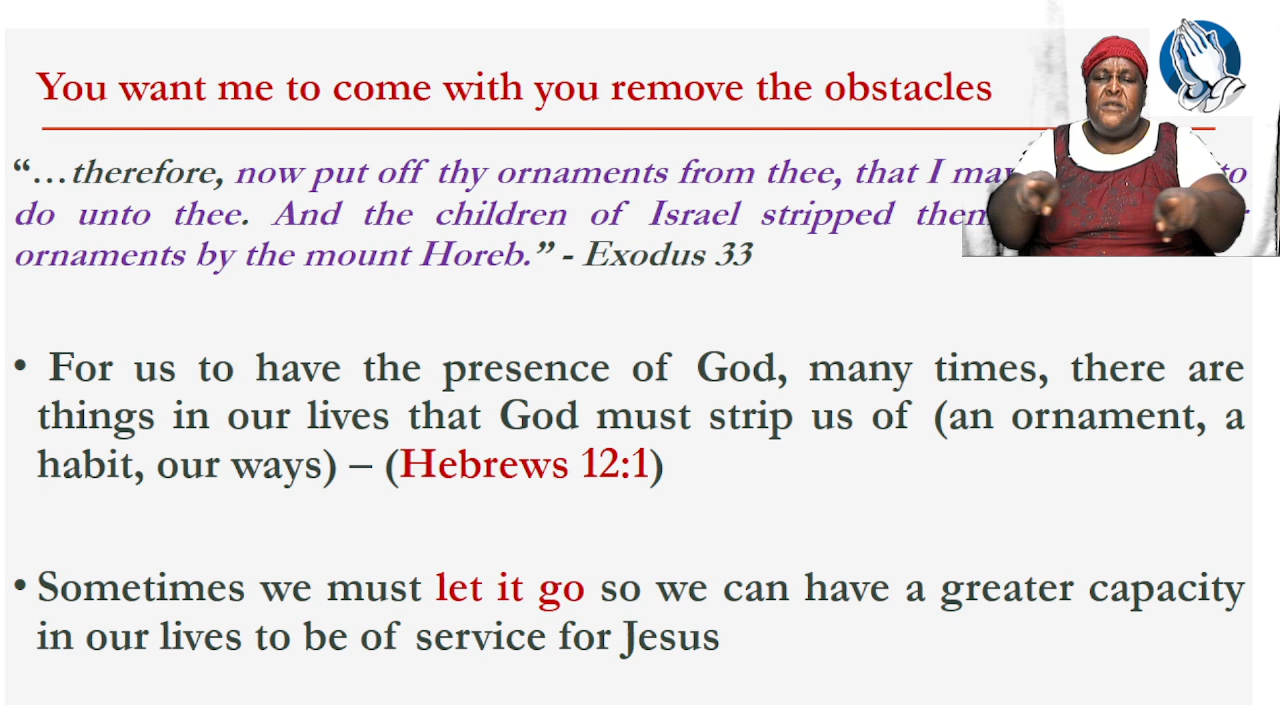 You want me to come with you remove the obstacles
“…therefore, now put off thy ornaments from thee, that I may to
do unto thee. And the children of Israel stripped
ornaments by the mount Horeb.” - Exodus 33
• For us to have the presence of God, many times, there are
things in our lives that God must strip us of (an ornament, a
habit, our ways) – (Hebrews 12:1)
• Sometimes we must let it go so we can have a greater capacity
in our lives to be of service for Jesus